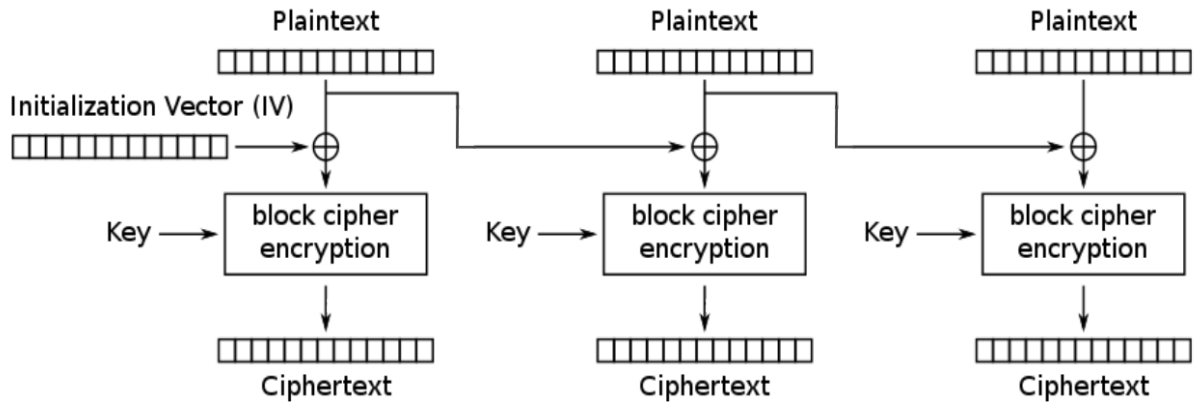 Plaintext
Plaintext
Plaintext
Initialization Vector (IV)
Key
block cipher
encryption
Key
block cipher
encryption
Key
block cipher
encryption
Ciphertext
Ciphertext
Ciphertext